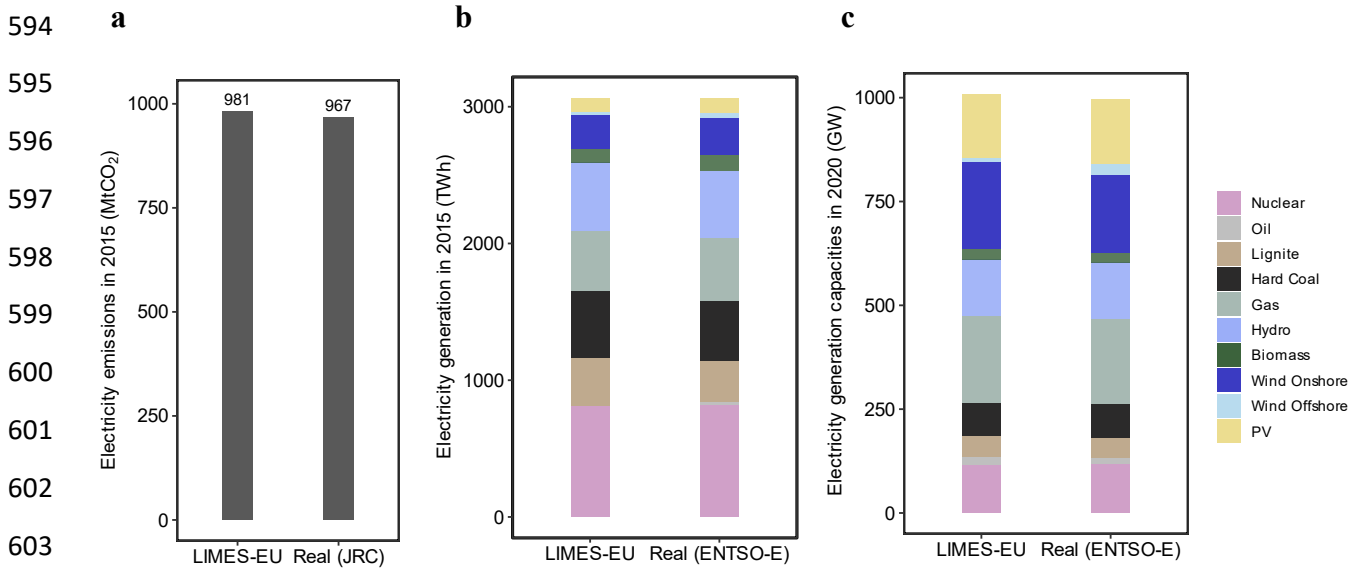 594
595
596
597
598
599
600
601
602
603
a
Electricity emissions in 2015 (MtCO₂)
1000
750
500
250
0
981
967
LIMES-EU
Real (JRC)
b
Electricity generation in 2015 (TWh)
3000
2000
1000
0
LIMES-EU
Real (ENTSO-E)
c
Electricity generation capacities in 2020 (GW)
1000
750
500
250
0
LIMES-EU
Real (ENTSO-E)
Nuclear
Oil
Lignite
Hard Coal
Gas
Hydro
Biomass
Wind Onshore
Wind Offshore
PV